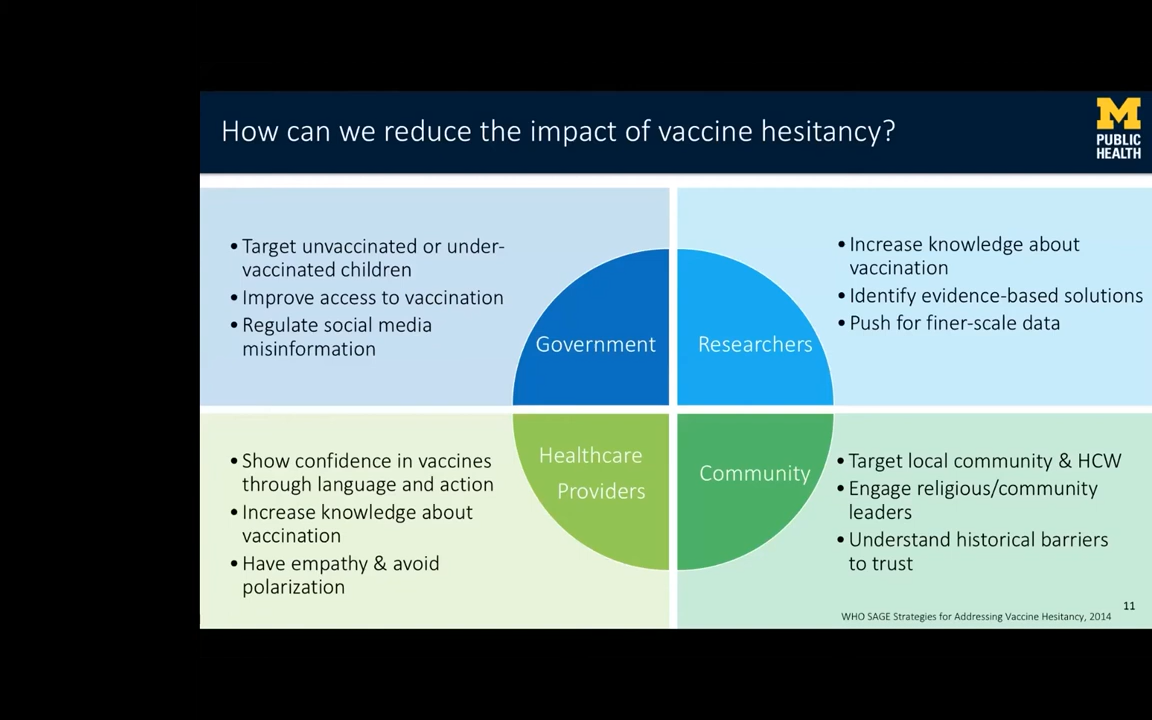 How can we reduce the impact of vaccine hesitancy?
M
PUBLIC
HEALTH
• Target unvaccinated or under-
vaccinated children
• Improve access to vaccination
• Regulate social media
misinformation
Government
Researchers
• Increase knowledge about
vaccination
• Identify evidence-based solutions
• Push for finer-scale data
• Show confidence in vaccines
through language and action
• Increase knowledge about
vaccination
• Have empathy & avoid
polarization
Healthcare
Providers
Community
• Target local community & HCW
• Engage religious/community
leaders
• Understand historical barriers
to trust
11
WHO SAGE Strategies for Addressing Vaccine Hesitancy, 2014